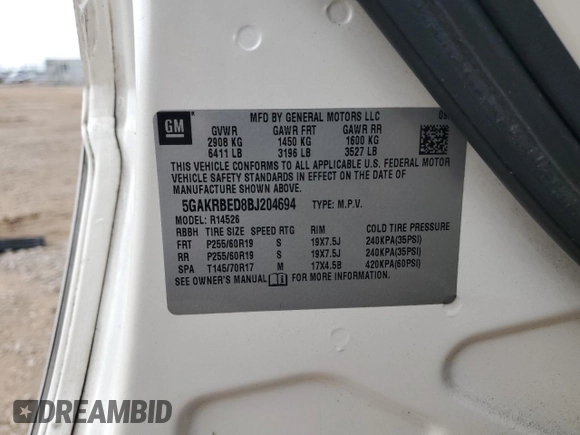 GM
MFD BY GENERAL MOTORS LLC
GVWR GAWR FRT GAWR RR
2908 KG 1450 KG 1600 KG
6411 LB 3196 LB 3527 LB
THIS VEHICLE CONFORMS TO ALL APPLICABLE U.S. FEDERAL MOTOR
VEHICLE SAFETY STANDARDS IN EFFECT ON THE DATE OF
MANUFACTURE SHOWN ABOVE.
5GAKRBED8BJ204694 TYPE: M.P.V.
MODEL: R14526
RBBH TIRE SIZE SPEED RTG RIM COLD TIRE PRESSURE
FRT P255/60R19 S 19X7.5J 240KPA(35PSI)
RR P255/60R19 S 19X7.5J 240KPA(35PSI)
SPA T145/70R17 M 17X4.5B 420KPA(60PSI)
SEE OWNER'S MANUAL FOR MORE INFORMATION.
DREAMBID